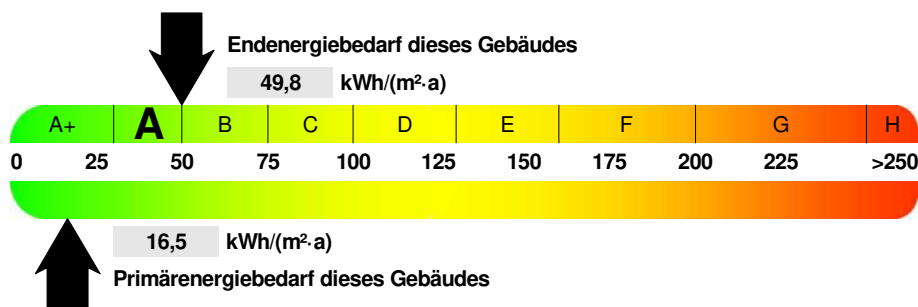 Endenergiebedarf dieses Gebäudes
49,8 kWh/(m²·a)
A+ A B C D E F G H
0 25 50 75 100 125 150 175 200 225 >250
16,5 kWh/(m²·a)
Primärenergiebedarf dieses Gebäudes